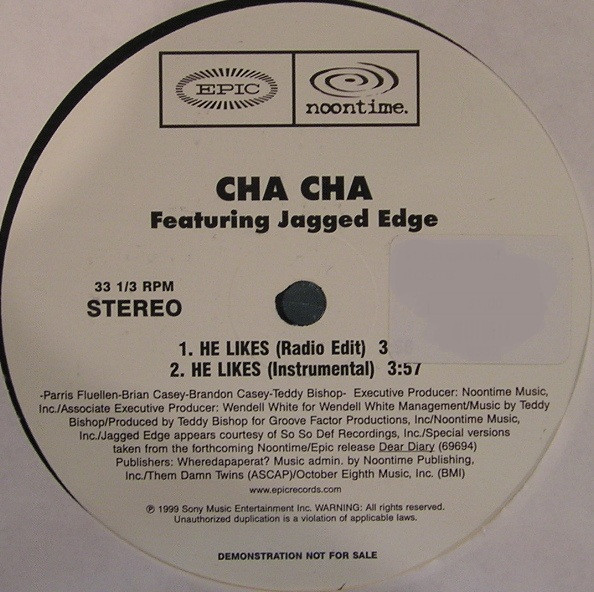 EPIC
noontime.
CHA CHA
Featuring Jagged Edge
33 1/3 RPM
STEREO
1. HE LIKES (Radio Edit) 3
2. HE LIKES (Instrumental) 3:57
-Parris Fluellen-Brian Casey-Brandon Casey-Teddy Bishop- Executive Producer: Noontime Music,
Inc./Associate Executive Producer: Wendell White for Wendell White Management/Music by Teddy
Bishop/Produced by Teddy Bishop for Groove Factor Productions, Inc/Noontime Music,
Inc./Jagged Edge appears courtesy of So So Def Recordings, Inc./Special versions
taken from the forthcoming Noontime/Epic release Dear Diary (69694)
Publishers: Wheredapaperat? Music admin. by Noontime Publishing,
Inc./Them Damn Twins (ASCAP)/October Eighth Music, Inc. (BMI)
www.epicrecords.com
℗ 1999 Sony Music Entertainment Inc. WARNING: All rights reserved.
Unauthorized duplication is a violation of applicable laws.
DEMONSTRATION NOT FOR SALE